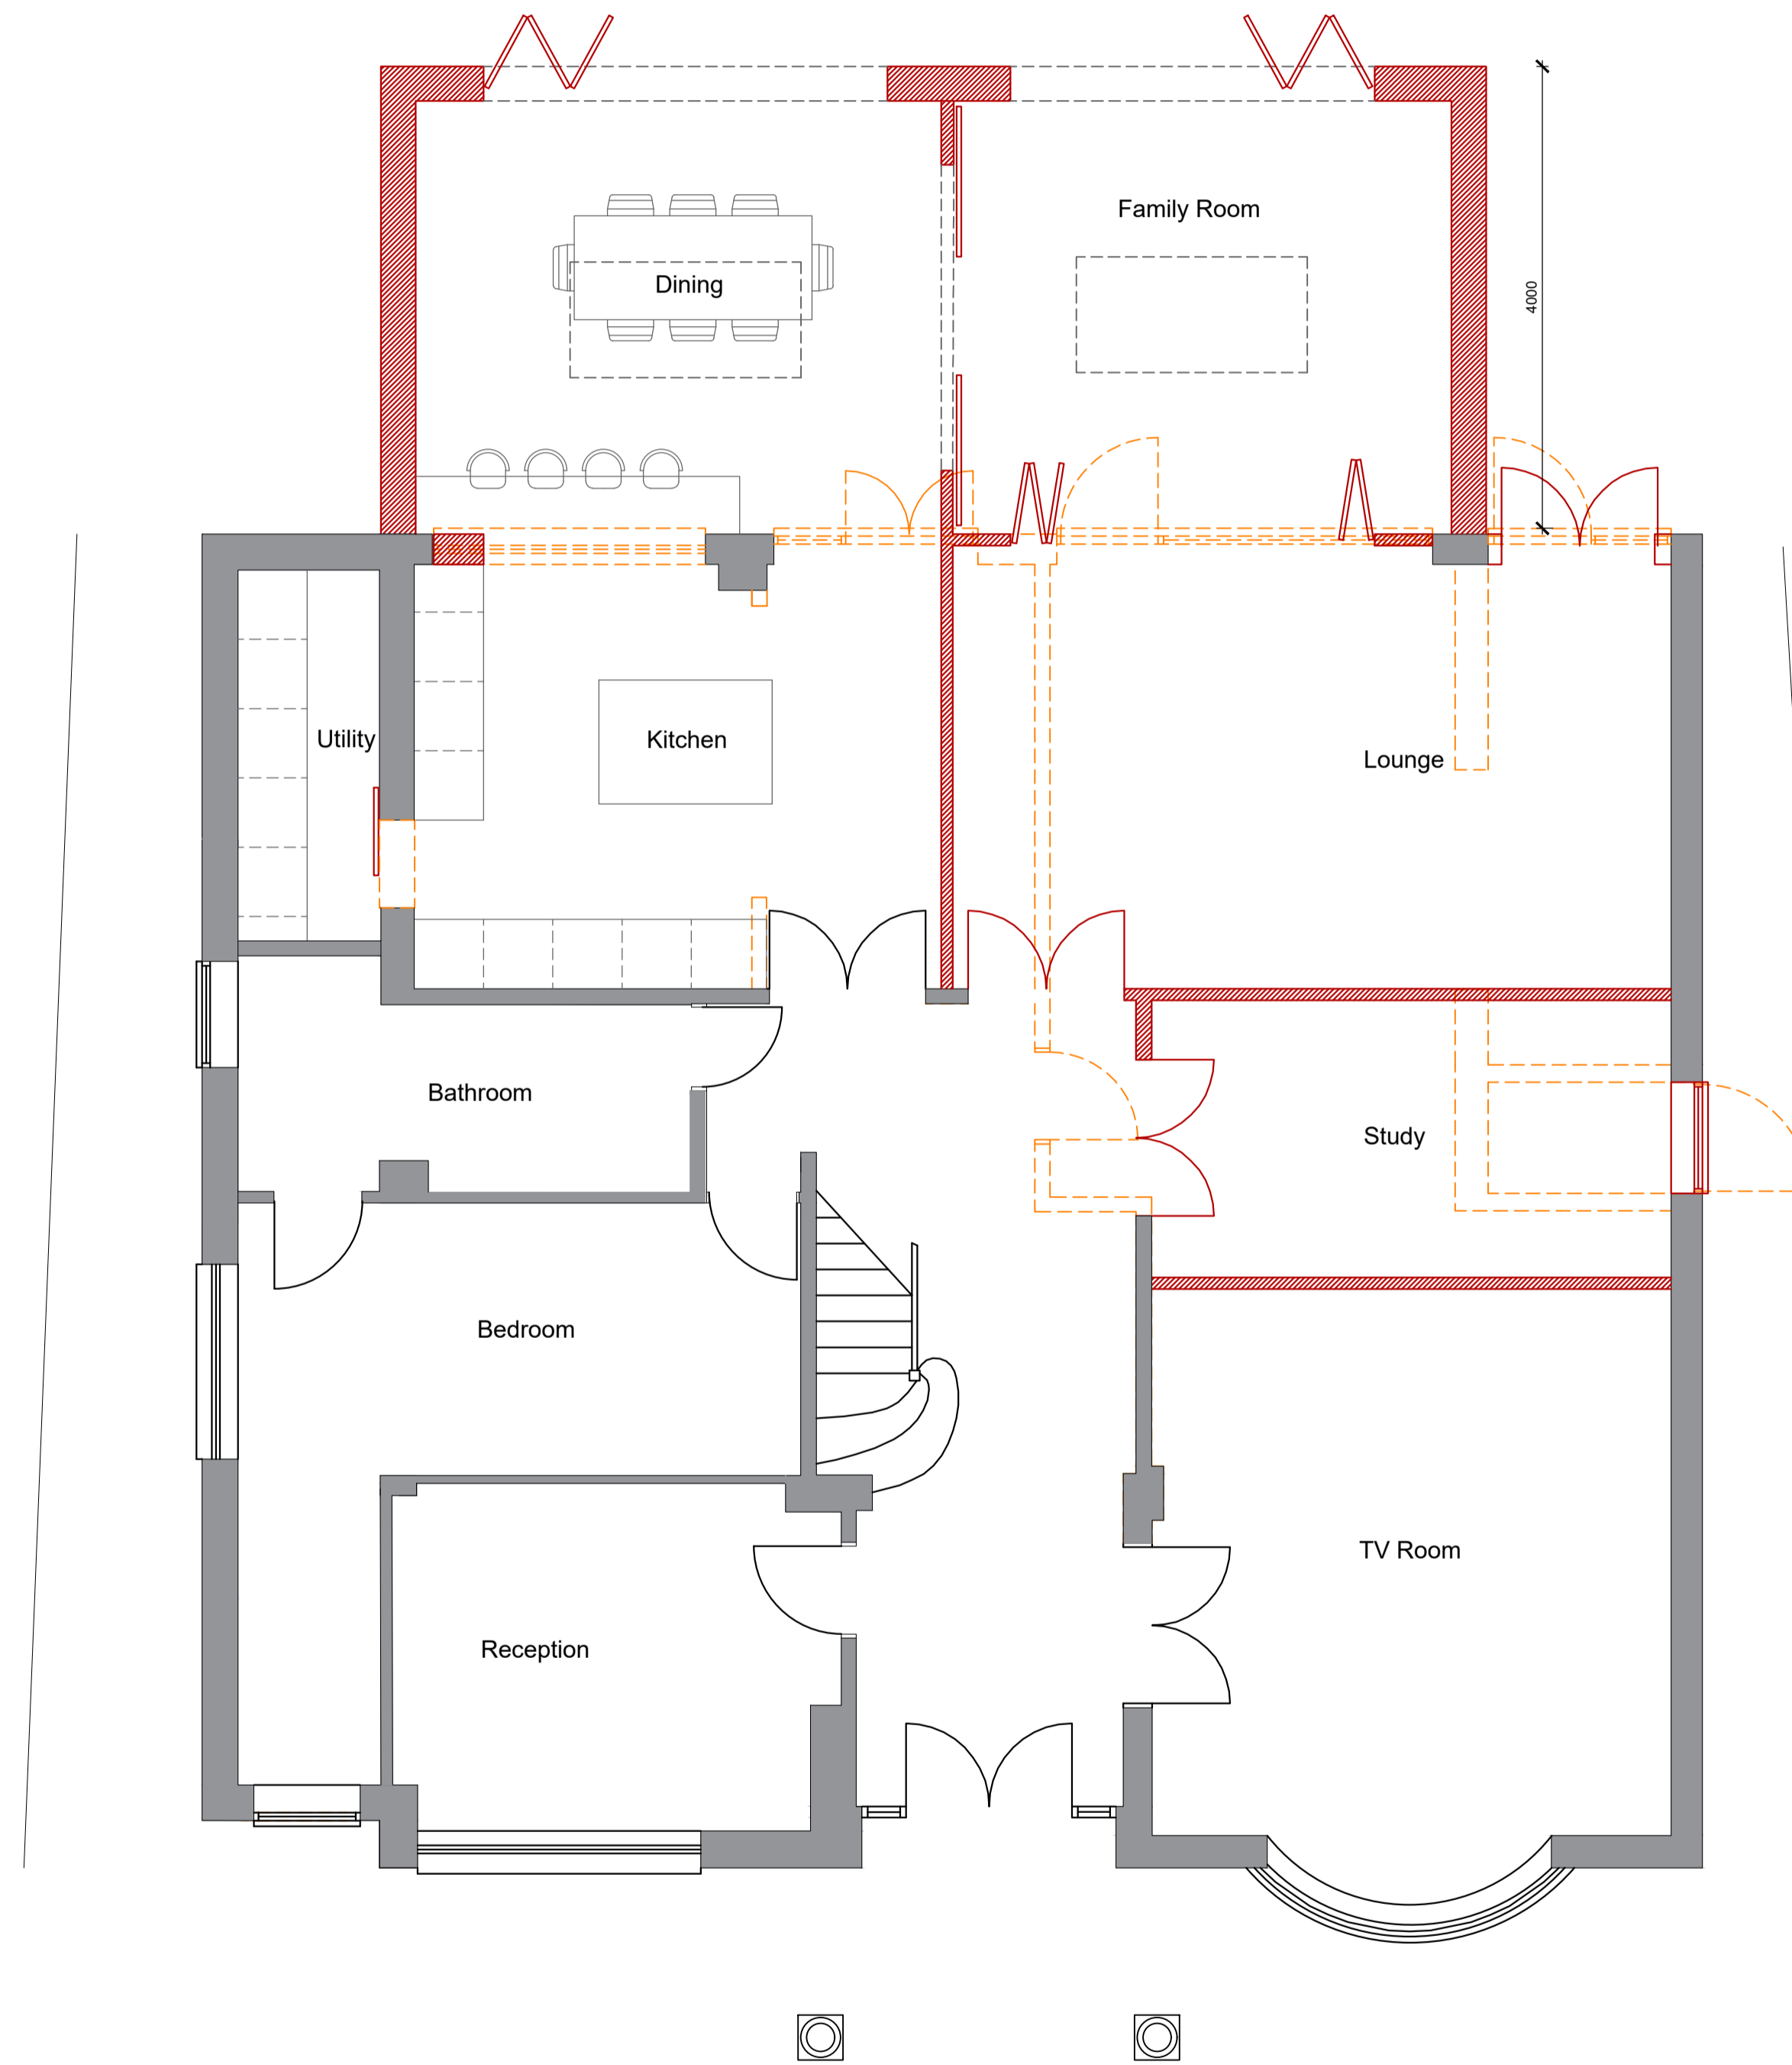 Family Room
Dining
4000
Utility
Kitchen
Lounge
Bathroom
Study
Bedroom
TV Room
Reception